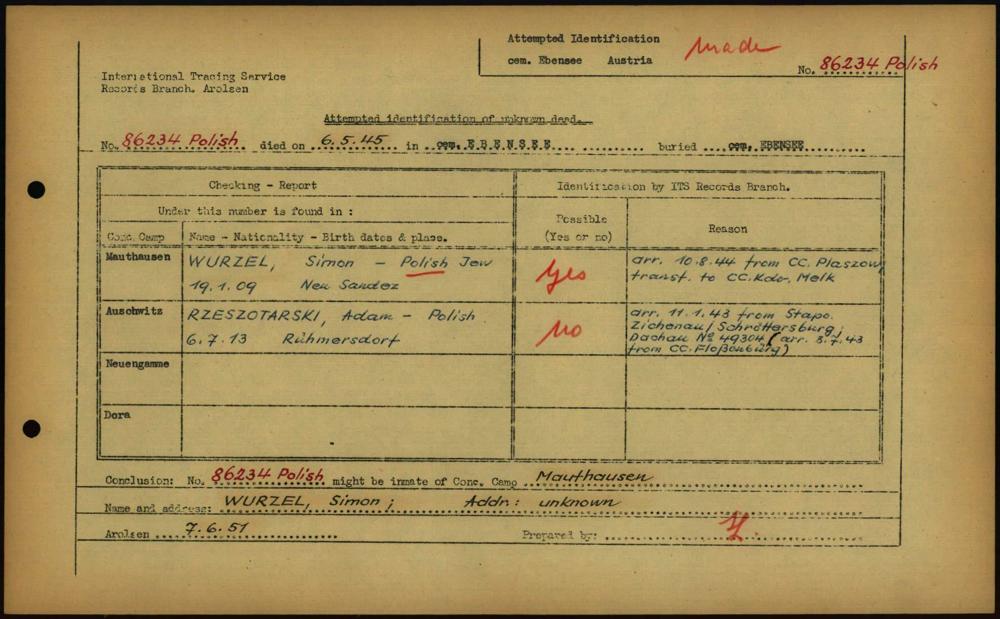 Attempted Identification
cem. Ebensee Austria
made
No. 86234 Polish
International Tracing Service
Records Branch. Arolsen
Attempted identification of unknown dead.
No. 86234 Polish died on 6.5.45 in cem. EBENSEE buried cem. EBENSEE
Checking - Report
Identification by ITS Records Branch.
Under this number is found in :
Conc. Camp
Name - Nationality - Birth dates & place.
Possible
(Yes or no)
Reason
Mauthausen
WURZEL, Simon - Polish Jew
19.1.09 Neu Sandez
Yes
arr. 10.8.44 from CC. Plaszow,
transf. to CC. Kdo. Melk
Auschwitz
RZESZOTARSKI, Adam - Polish
6.7.13 Rühmersdorf
No
arr. 11.1.43 from Stapo.
Zichenau/Schröttersburg;
Dachau No 49304 (arr. 3.7.43
from CC. Floßenbürg)
Neuengamme
Dora
Conclusion: No. 86234 Polish might be inmate of Conc. Camp Mauthausen
Name and address: WURZEL, Simon; Addr: unknown
Arolsen 7.6.51
Prepared by: